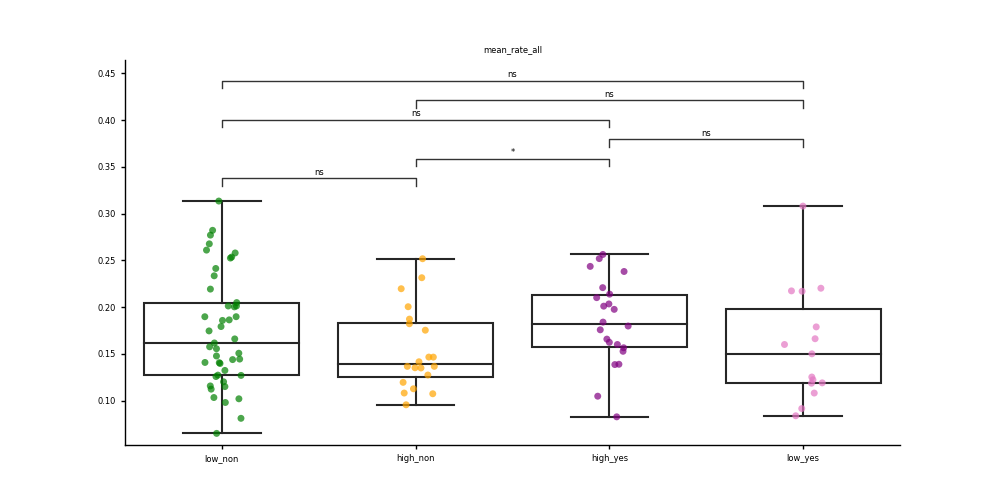 mean_rate_all
0.45
ns
ns
ns
0.40
ns
*
0.35
ns
0.30
0.25
0.20
0.15
0.10
low_non high_non high_yes low_yes